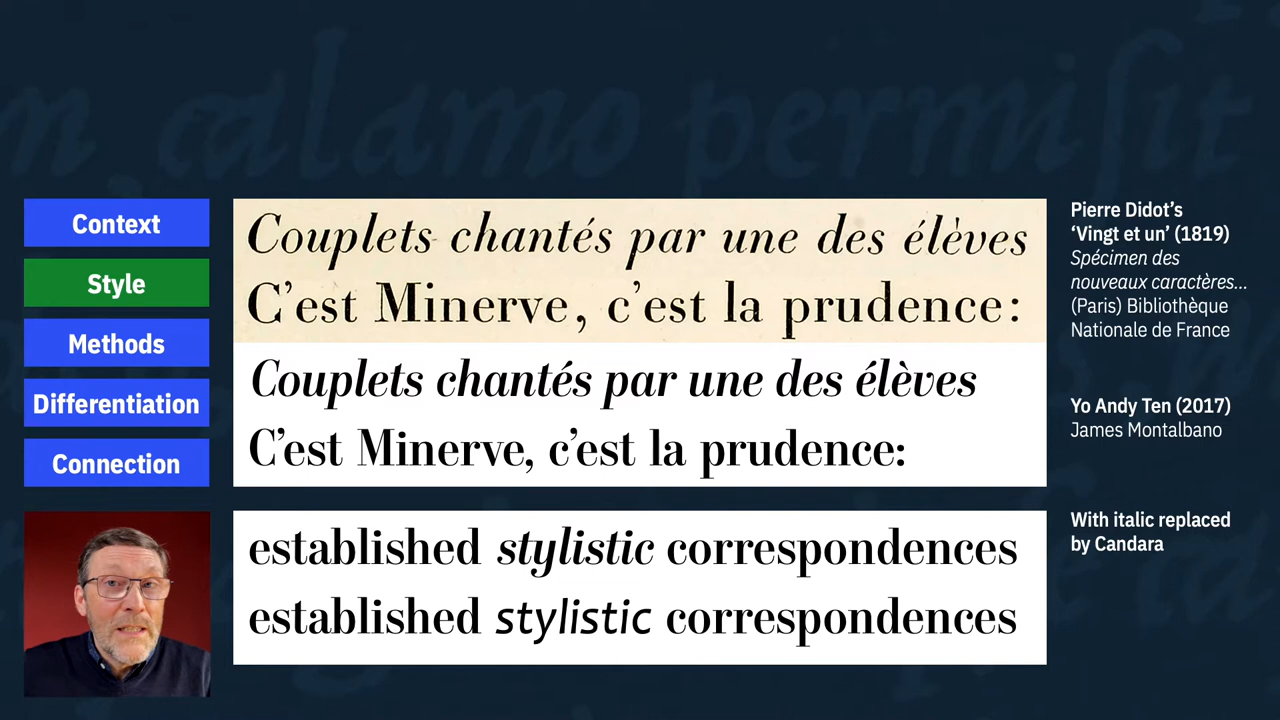 n calamo permisit
Context
Style
Methods
Differentiation
Connection
Couplets chantés par une des élèves
C’est Minerve, c’est la prudence:
Couplets chantés par une des élèves
C’est Minerve, c’est la prudence:
established stylistic correspondences
established stylistic correspondences
Pierre Didot’s
‘Vingt et un’ (1819)
Spécimen des
nouveaux caractères...
(Paris) Bibliothèque
Nationale de France
Yo Andy Ten (2017)
James Montalbano
With italic replaced
by Candara